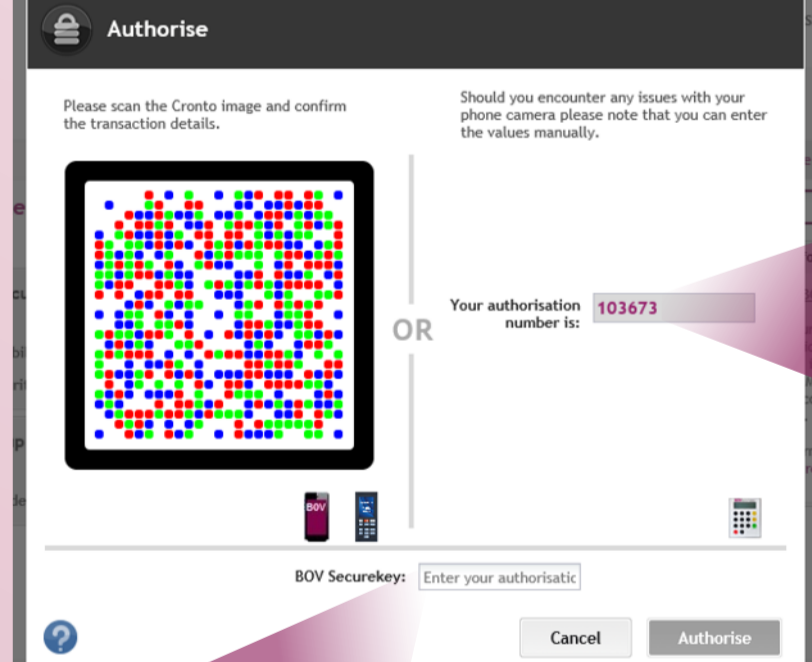 Authorise
Please scan the Cronto image and confirm
the transaction details.
Should you encounter any issues with your
phone camera please note that you can enter
the values manually.
OR
Your authorisation
number is:
103673
BOV
BOV Securekey:
Enter your authorisatic
?
Cancel
Authorise